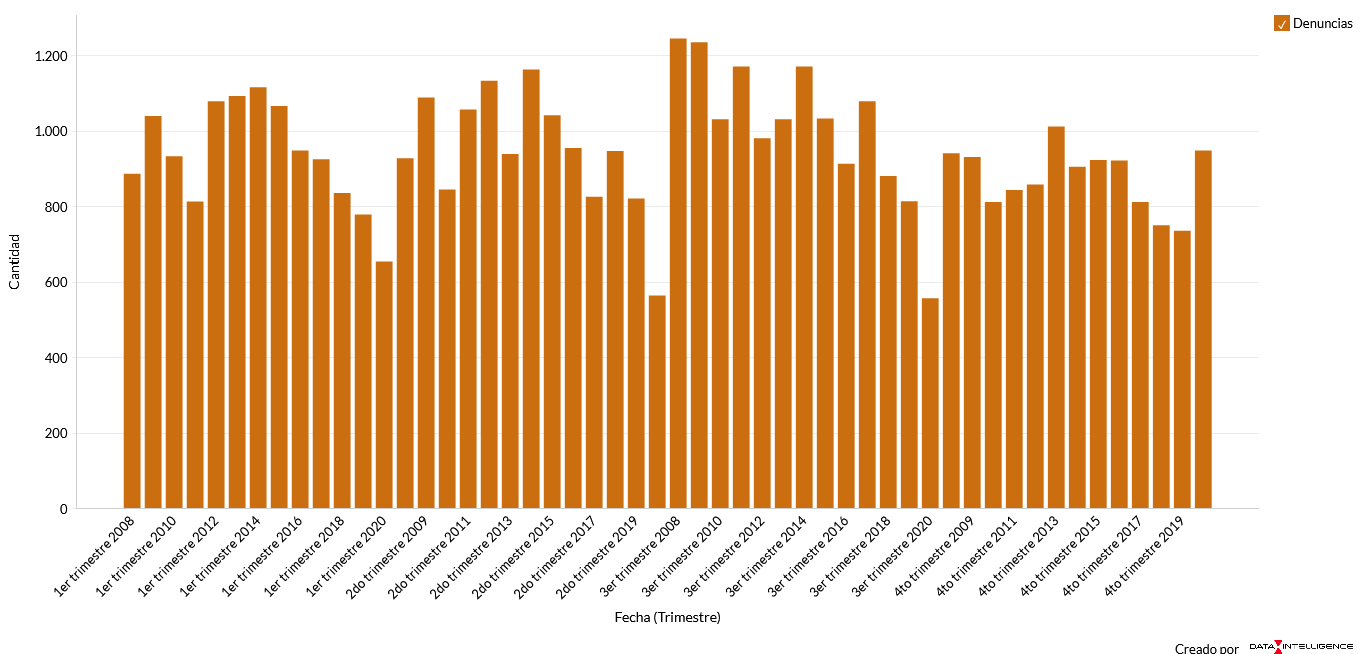 Denuncias
1.200
1.000
800
600
400
200
0
Cantidad
1er trimestre 2008
1er trimestre 2010
1er trimestre 2012
1er trimestre 2014
1er trimestre 2016
1er trimestre 2018
1er trimestre 2020
2do trimestre 2009
2do trimestre 2011
2do trimestre 2013
2do trimestre 2015
2do trimestre 2017
2do trimestre 2019
3er trimestre 2008
3er trimestre 2010
3er trimestre 2012
3er trimestre 2014
3er trimestre 2016
3er trimestre 2018
3er trimestre 2020
4to trimestre 2009
4to trimestre 2011
4to trimestre 2013
4to trimestre 2015
4to trimestre 2017
4to trimestre 2019
Fecha (Trimestre)
Creado por DATA INTELLIGENCE